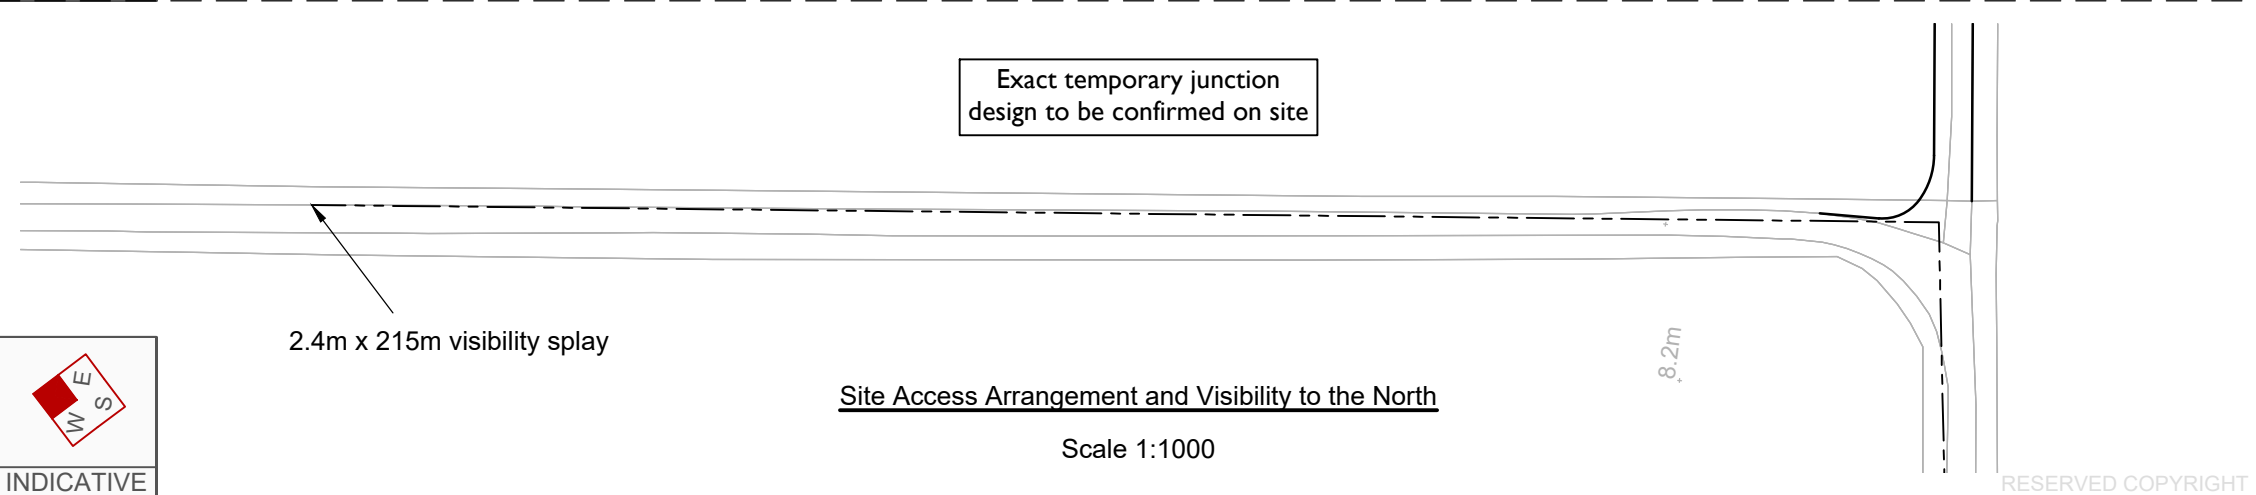 Exact temporary junction
design to be confirmed on site
2.4m x 215m visibility splay
8.2m
Site Access Arrangement and Visibility to the North
Scale 1:1000
E
S
W
INDICATIVE
RESERVED COPYRIGHT